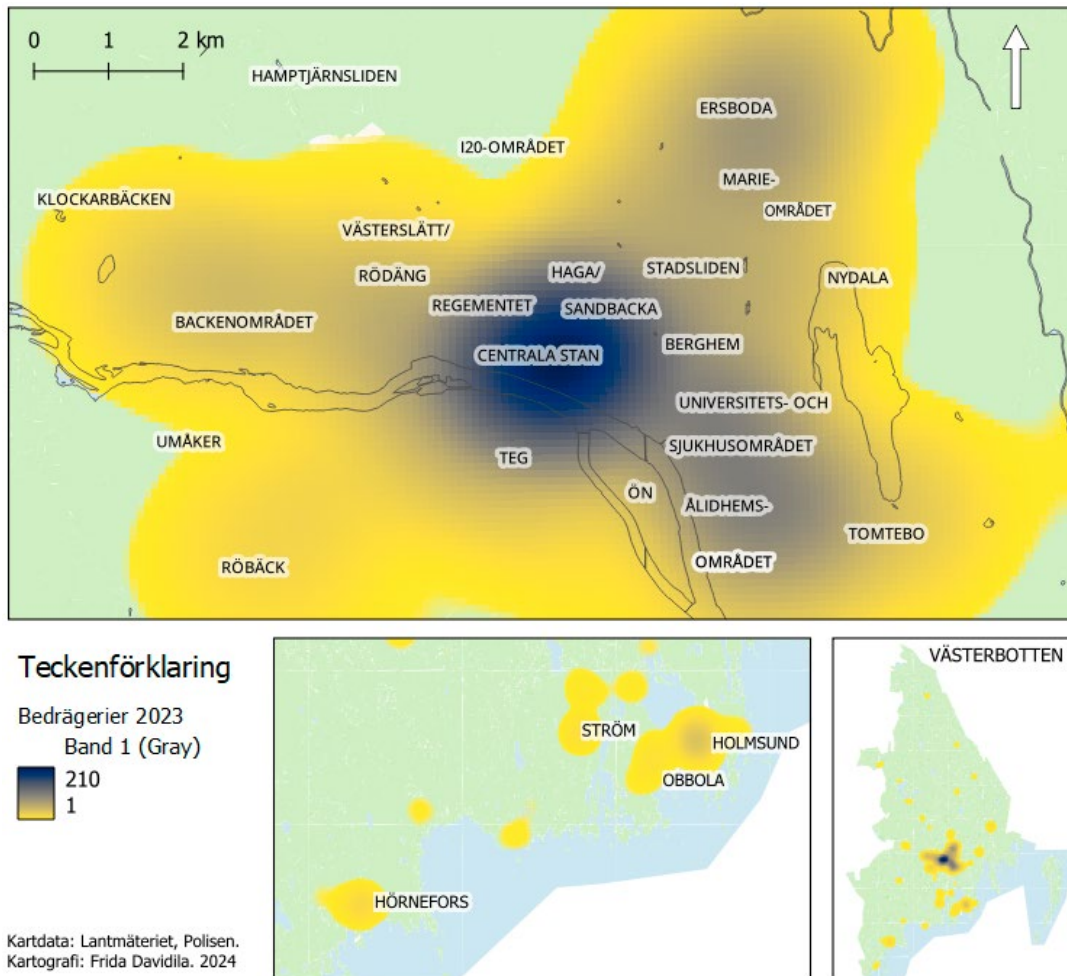 0 1 2 km
HAMPTJÄRNSLIDEN
ERSBODA
I20-OMRÅDET
MARIE-
OMRÅDET
KLOCKARBÄCKEN
VÄSTERSLÄTT/
RÖDÄNG
HAGA/
SANDBACKA
STADSLIDEN
NYDALA
REGEMENTET
BACKENOMRÅDET
CENTRALA STAN
BERGHEM
UNIVERSITETS- OCH
SJUKHUSOMRÅDET
UMÅKER
TEG
ÖN
ÅLIDHEMS-
OMRÅDET
TOMTEBO
RÖBÄCK
Teckenförklaring
Bedrägerier 2023
Band 1 (Gray)
210
1
STRÖM
HOLMSUND
OBBOLA
HÖRNEFORS
VÄSTERBOTTEN
Kartdata: Lantmäteriet, Polisen.
Kartografi: Frida Davidila. 2024